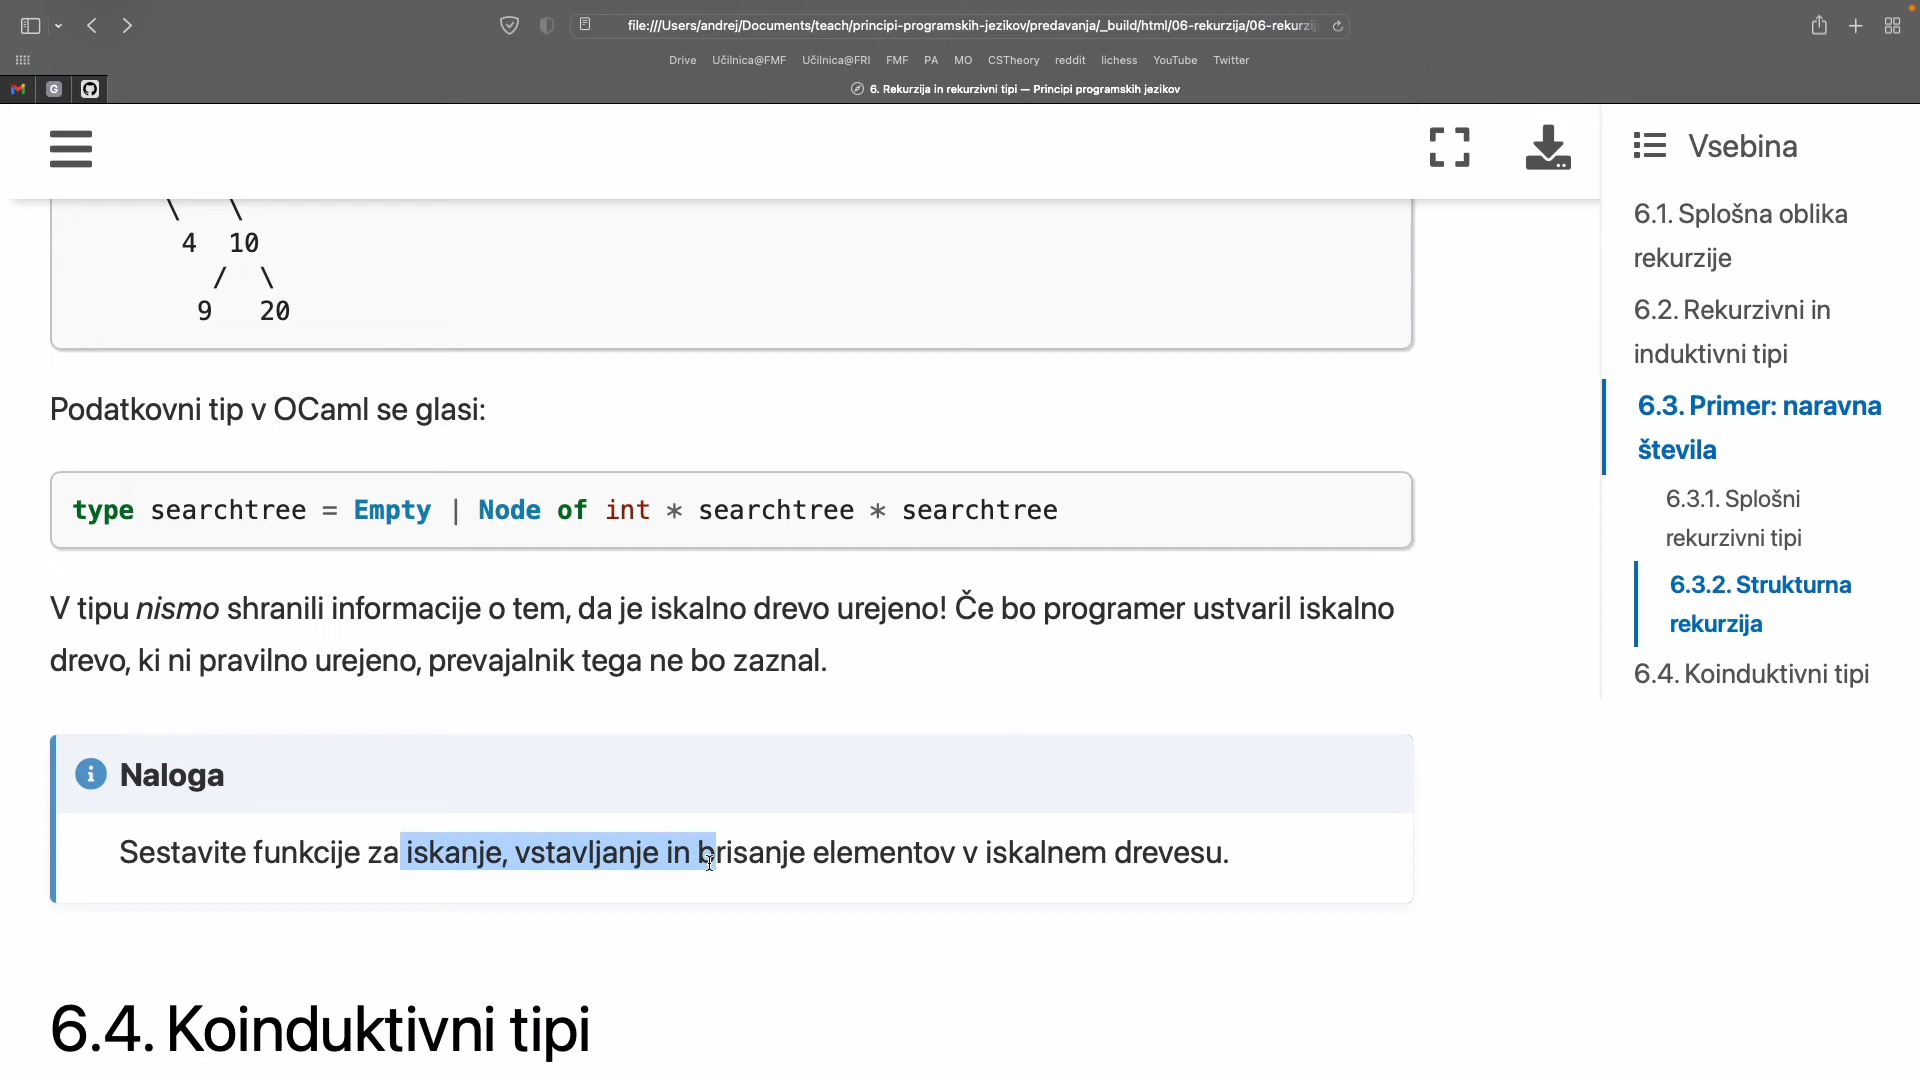 file:///Users/andrej/Documents/teach/principi-programskih-jezikov/predavanja/_build/html/06-rekurzija/06-rekurzij
Drive Učilnica@FMF Učilnica@FRI FMF PA MO CSTheory reddit lichess YouTube Twitter
G
6. Rekurzija in rekurzivni tipi — Principi programskih jezikov
\ \
4 10
/ \
9 20
Podatkovni tip v OCaml se glasi:
type searchtree = Empty | Node of int * searchtree * searchtree
V tipu nismo shranili informacije o tem, da je iskalno drevo urejeno! Če bo programer ustvaril iskalno
drevo, ki ni pravilno urejeno, prevajalnik tega ne bo zaznal.
Naloga
Sestavite funkcije za iskanje, vstavljanje in brisanje elementov v iskalnem drevesu.
6.4. Koinduktivni tipi
Vsebina
6.1. Splošna oblika
rekurzije
6.2. Rekurzivni in
induktivni tipi
6.3. Primer: naravna
števila
6.3.1. Splošni
rekurzivni tipi
6.3.2. Strukturna
rekurzija
6.4. Koinduktivni tipi